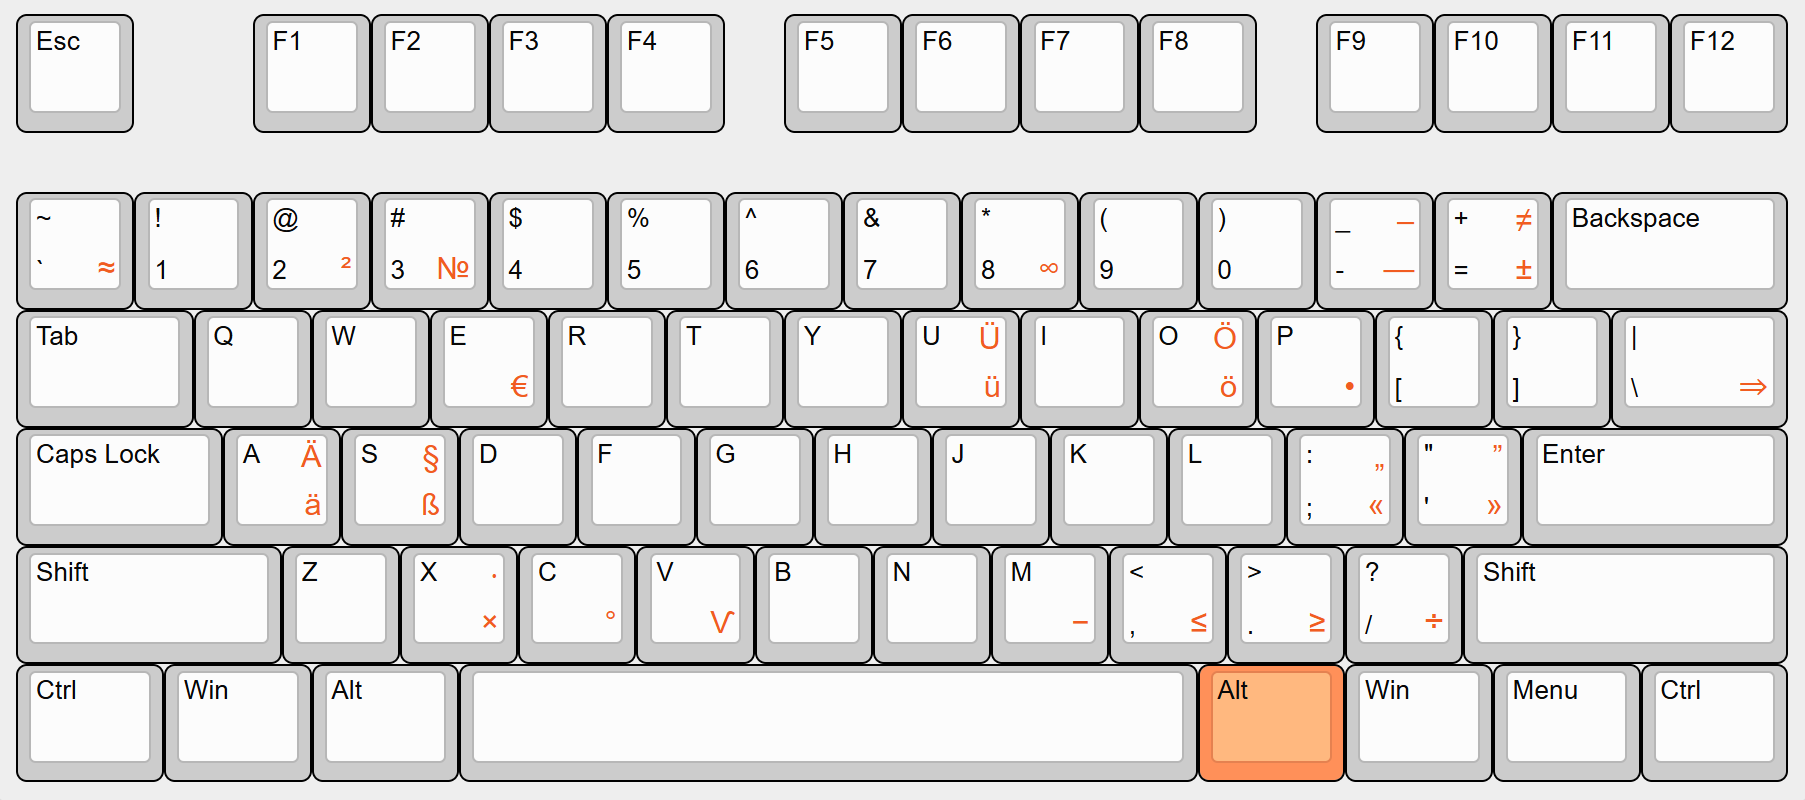 Esc F1 F2 F3 F4 F5 F6 F7 F8 F9 F10 F11 F12
~ ! @ # $ % ^ & * ( ) _ – + ≠ Backspace
` ≈ 1 2 ² 3 № 4 5 6 7 8 ∞ 9 0 - — = ±
Tab Q W E R T Y U Ü I O Ö P { } |
€ ü ö • [ ] \ ⇒
Caps Lock A Ä S § D F G H J K L : „ " ” Enter
ä ß ; « ' »
Shift Z X · C V B N M < > ? Shift
× ° Ѵ − , ≤ . ≥ / ÷
Ctrl Win Alt Alt Win Menu Ctrl